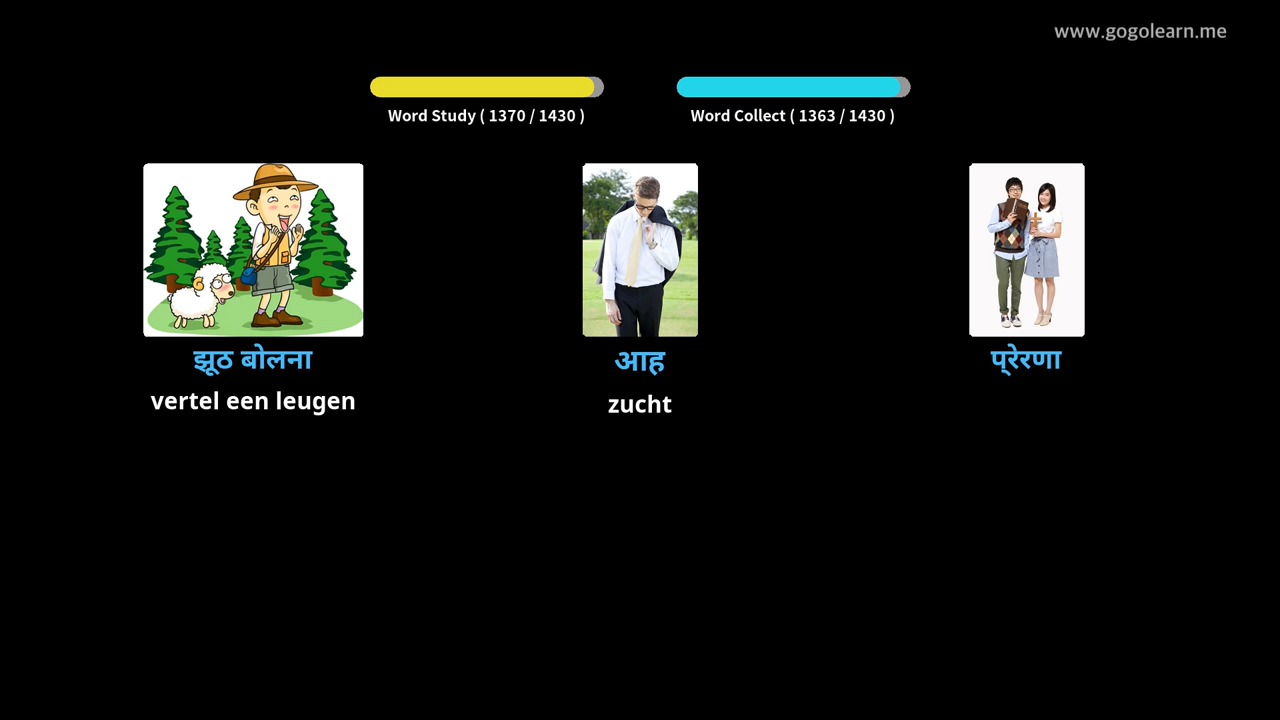 www.gogolearn.me
Word Study ( 1370 / 1430 )
Word Collect ( 1363 / 1430 )
झूठ बोलना
आह
प्रेरणा
vertel een leugen
zucht